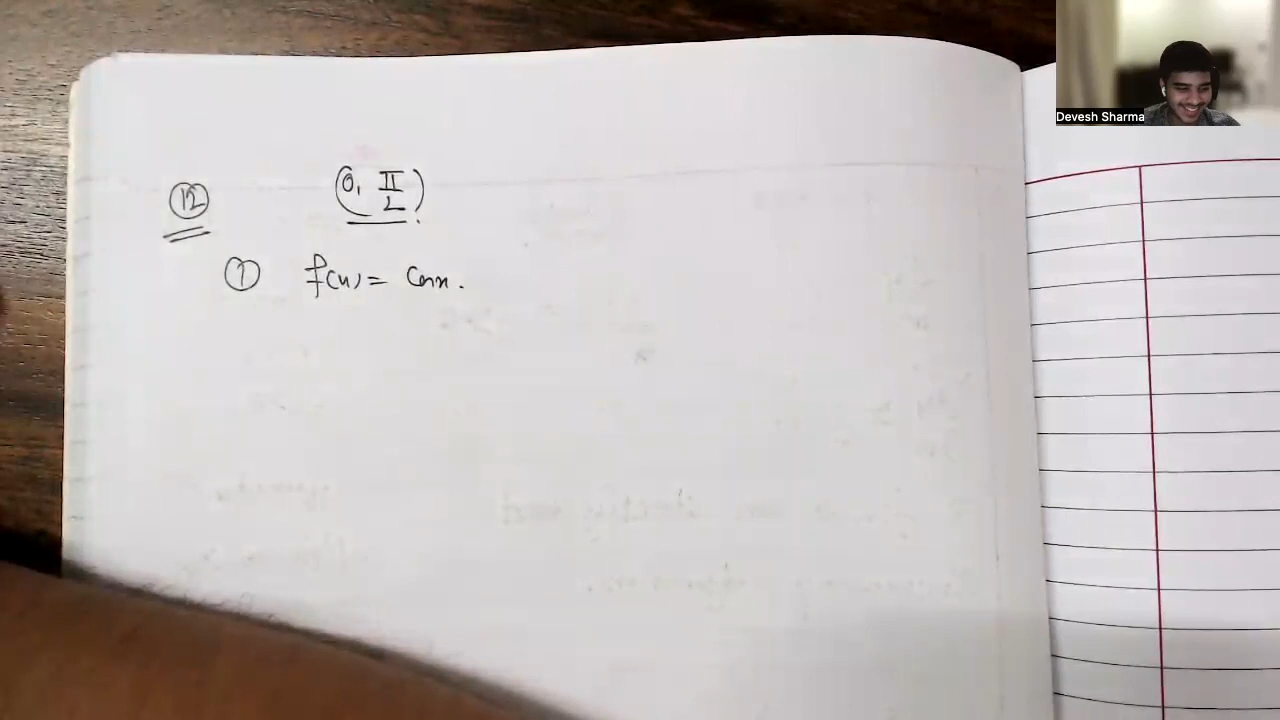 Devesh Sharma
⑫ (0, π/2).
① f(x) = cos x.